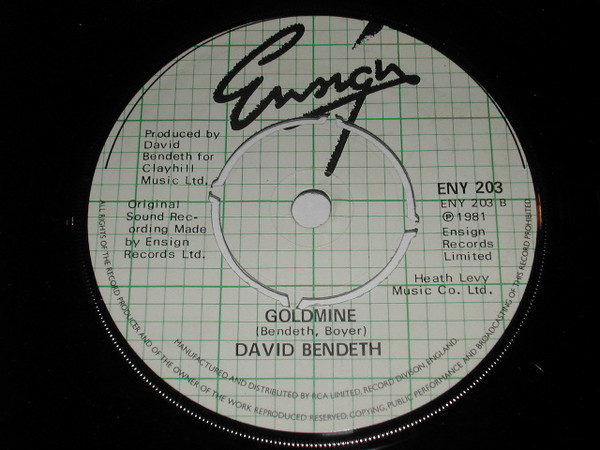 Ensign
Produced by
David
Bendeth for
Clayhill
Music Ltd.
Original
Sound Rec-
ording Made
by Ensign
Records Ltd.
ENY 203
ENY 203 B
℗ 1981
Ensign
Records
Limited
Heath Levy
Music Co. Ltd.
GOLDMINE
(Bendeth, Boyer)
DAVID BENDETH
MANUFACTURED AND DISTRIBUTED BY RCA LIMITED, RECORD DIVISON, ENGLAND.
ALL RIGHTS OF THE RECORD PRODUCER AND OF THE OWNER OF THE WORK REPRODUCED RESERVED. COPYING, PUBLIC PERFORMANCE AND BROADCASTING OF THIS RECORD PROHIBITED.